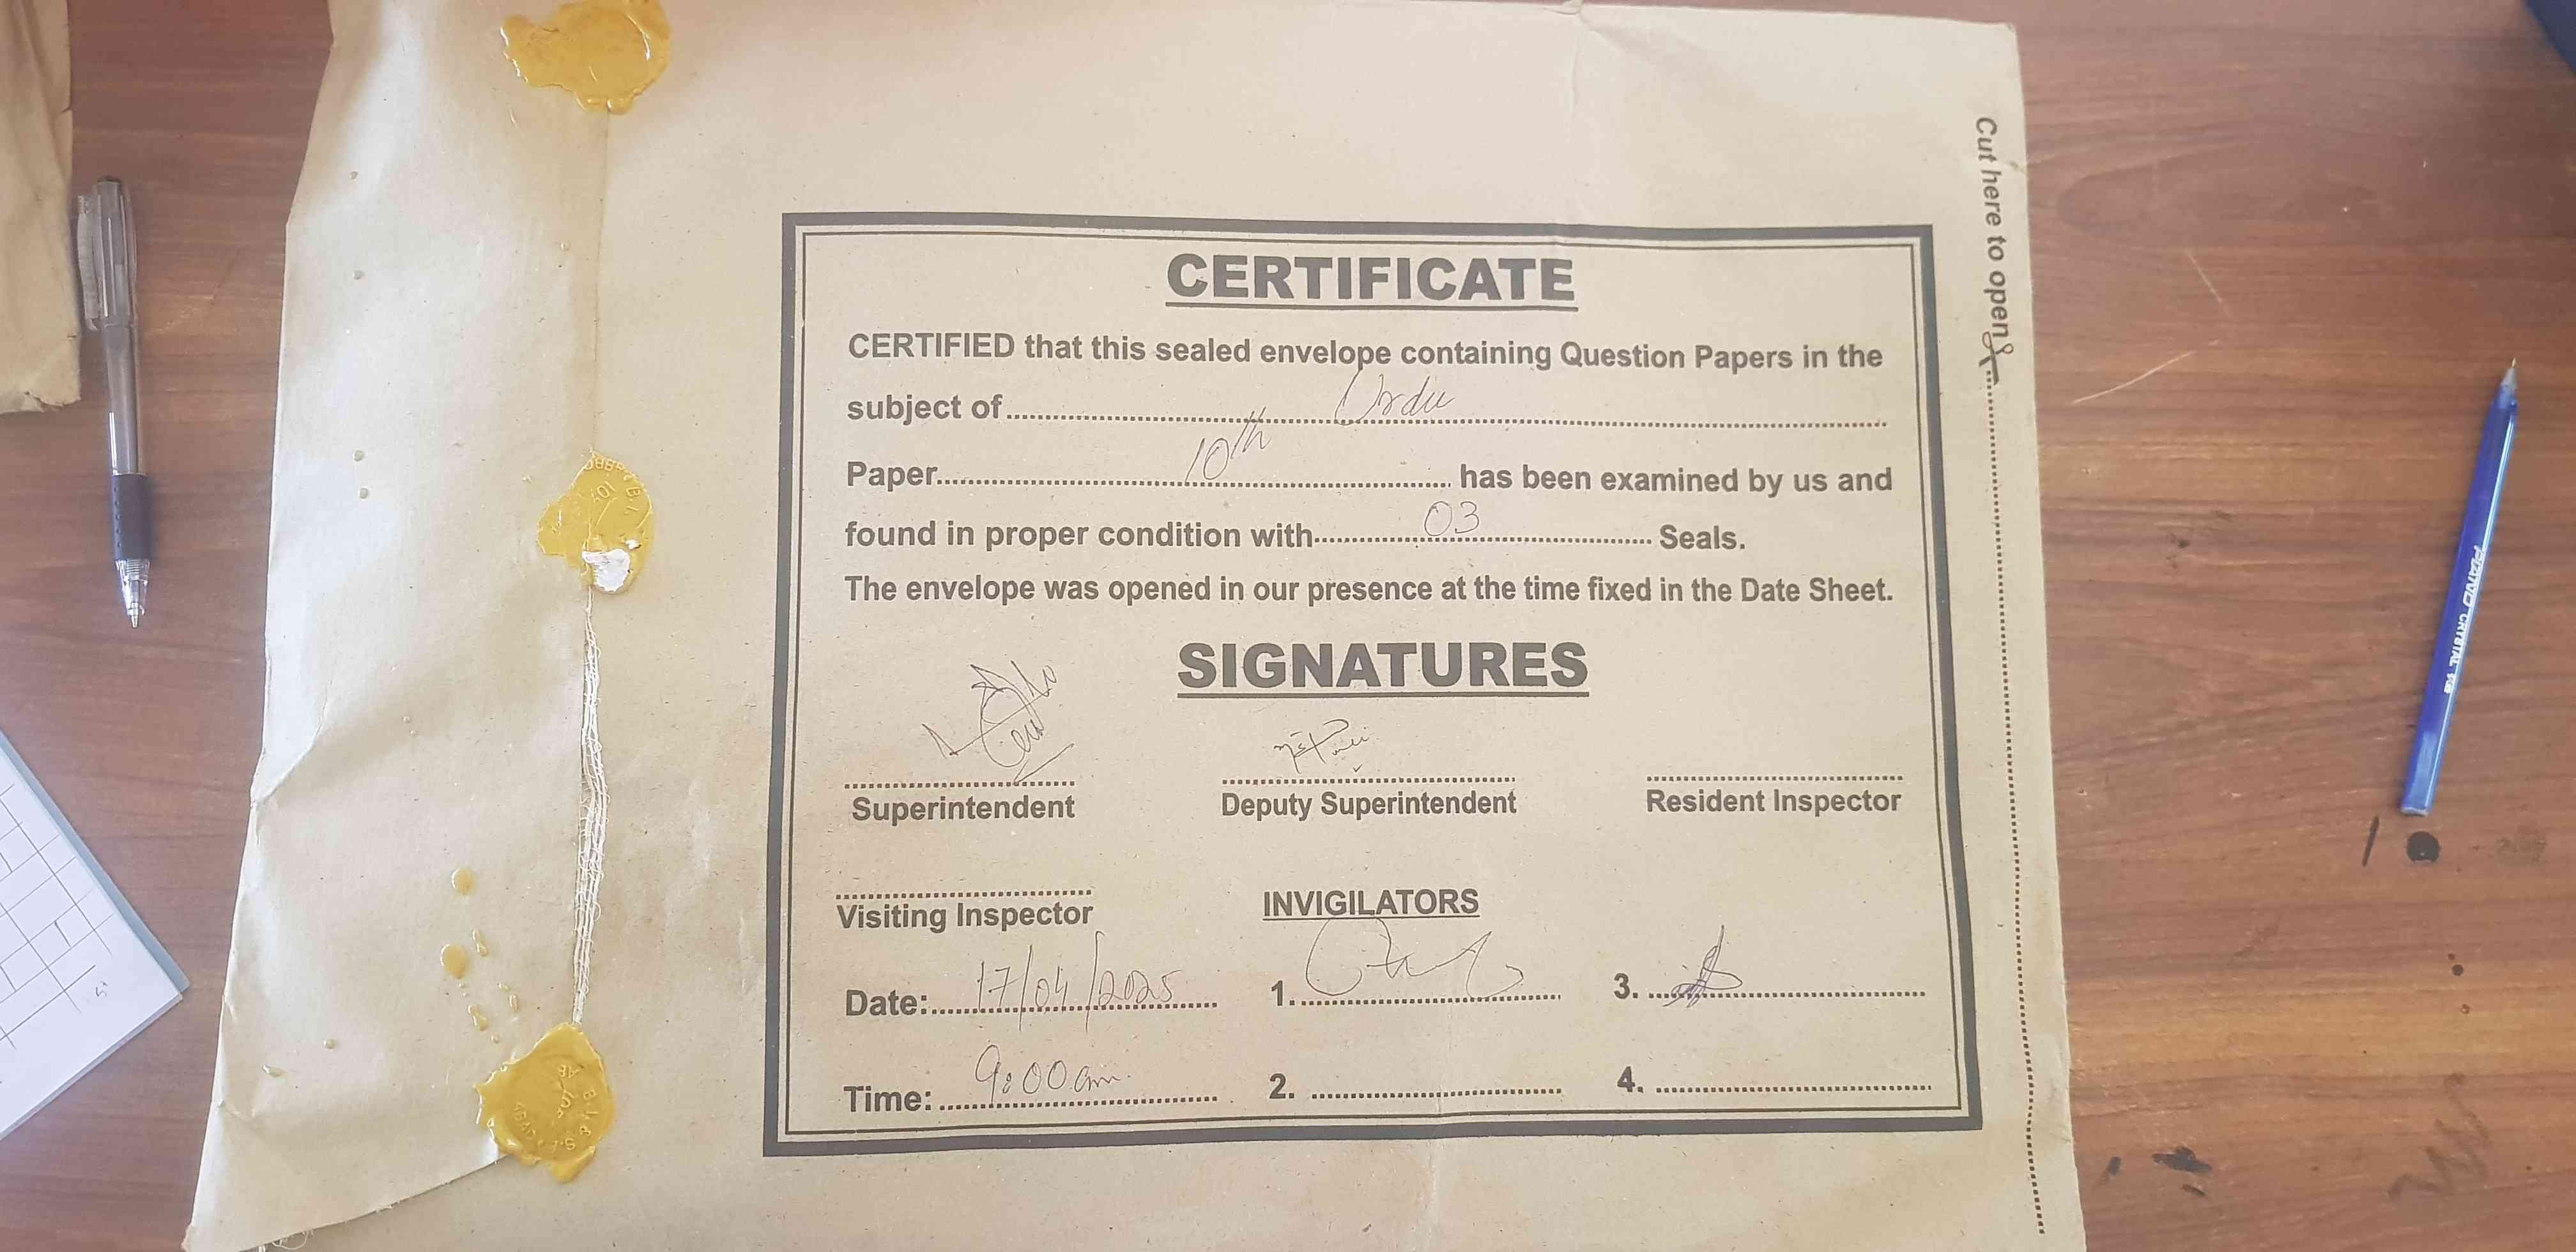 Cut here to open
CERTIFICATE
CERTIFIED that this sealed envelope containing Question Papers in the
subject of Urdu
Paper 10th has been examined by us and
found in proper condition with 03 Seals.
The envelope was opened in our presence at the time fixed in the Date Sheet.
SIGNATURES
Superintendent
Deputy Superintendent
Resident Inspector
Visiting Inspector
INVIGILATORS
Date: 17/04/2025 1. 3.
Time: 9:00am 2. 4.
PIANO CRYSTAL